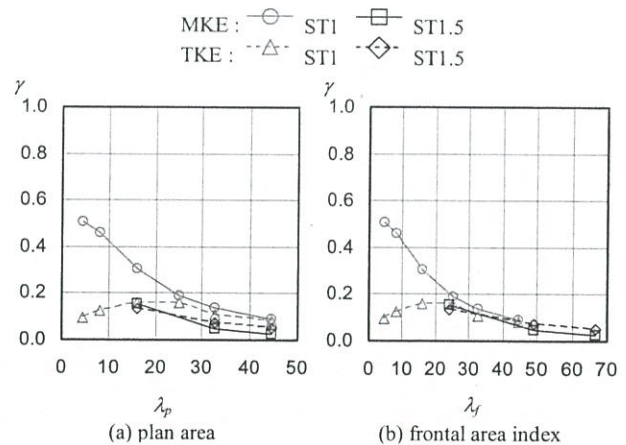 MKE : ST1 ST1.5
TKE : ST1 ST1.5
γ γ
1.0 1.0
0.8 0.8
0.6 0.6
0.4 0.4
0.2 0.2
0.0 0.0
0 10 20 30 40 50 0 10 20 30 40 50 60 70
λp λf
(a) plan area (b) frontal area index